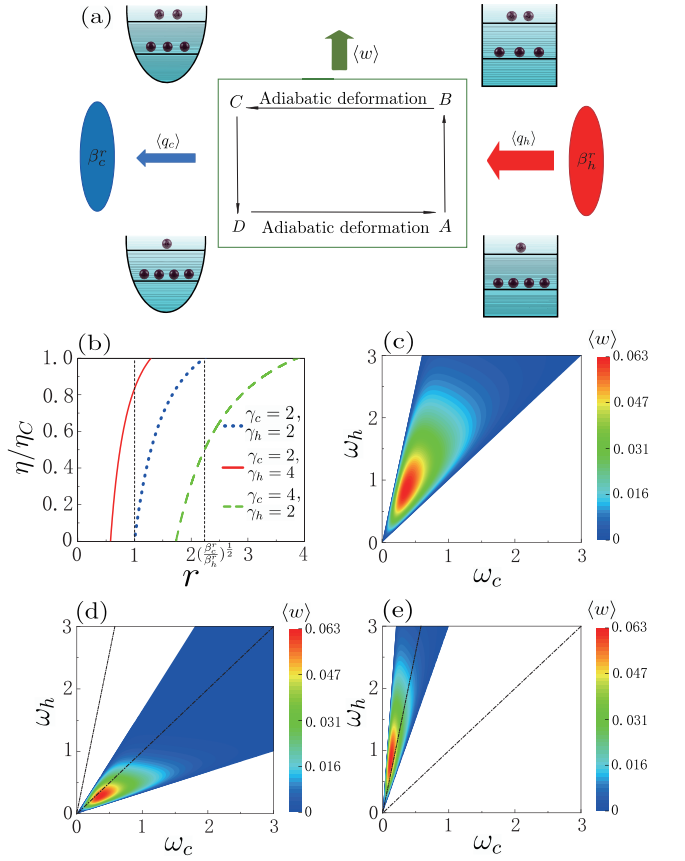 (a)
⟨w⟩
C Adiabatic deformation B
β_c^r ⟨q_c⟩ ⟨q_h⟩ β_h^r
D Adiabatic deformation A
(b)
η/η_C
1.0
0.8
0.6
0.4
0.2
0
γ_c = 2,
γ_h = 2
γ_c = 2,
γ_h = 4
γ_c = 4,
γ_h = 2
0 1 2 (β_c^r/β_h^r)^{1/2} 3 4
r
(c)
⟨w⟩
ω_h
3
2
1
0
0 1 2 3
ω_c
0.063
0.047
0.031
0.016
0
(d)
⟨w⟩
ω_h
3
2
1
0
0 1 2 3
ω_c
0.063
0.047
0.031
0.016
0
(e)
⟨w⟩
ω_h
3
2
1
0
0 1 2 3
ω_c
0.063
0.047
0.031
0.016
0